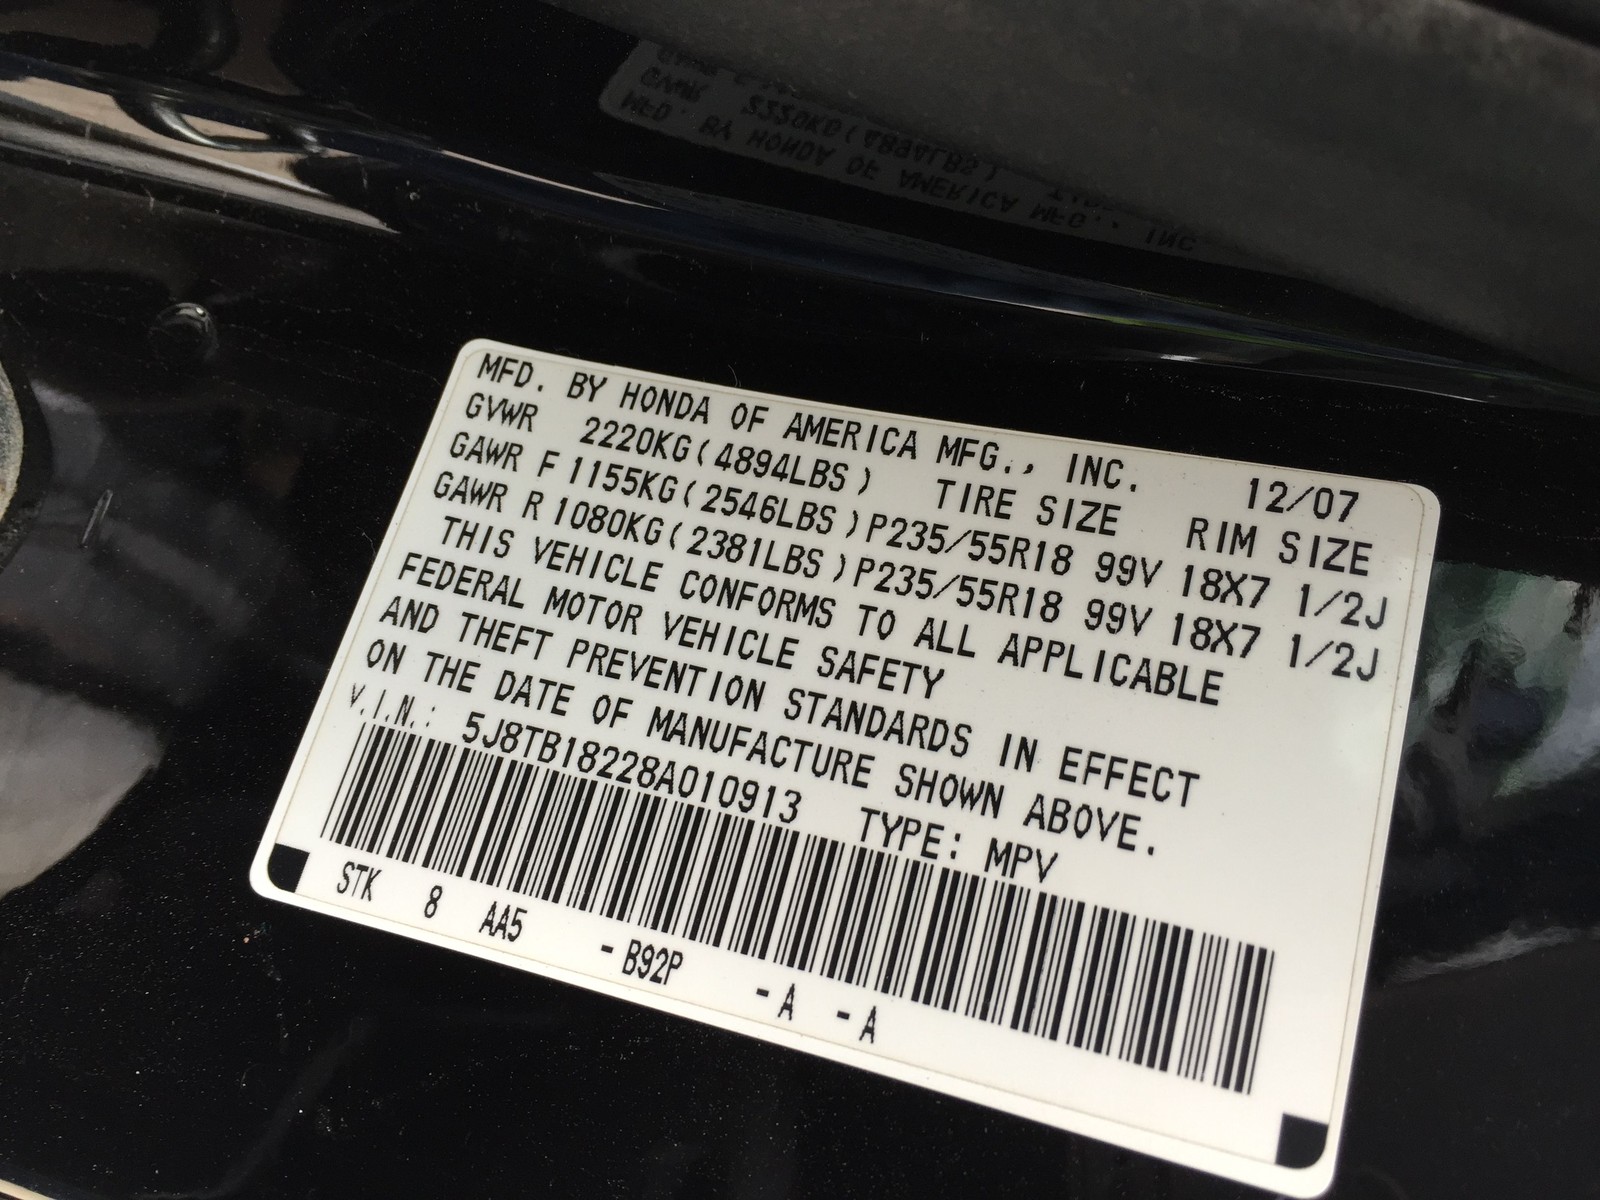 MFD. BY HONDA OF AMERICA MFG., INC. 12/07
GVWR 2220KG(4894LBS) TIRE SIZE RIM SIZE
GAWR F 1155KG(2546LBS)P235/55R18 99V 18X7 1/2J
GAWR R 1080KG(2381LBS)P235/55R18 99V 18X7 1/2J
THIS VEHICLE CONFORMS TO ALL APPLICABLE
FEDERAL MOTOR VEHICLE SAFETY
AND THEFT PREVENTION STANDARDS IN EFFECT
ON THE DATE OF MANUFACTURE SHOWN ABOVE.
V.I.N.: 5J8TB18228A010913 TYPE: MPV
STK 8 AA5 -B92P -A -A